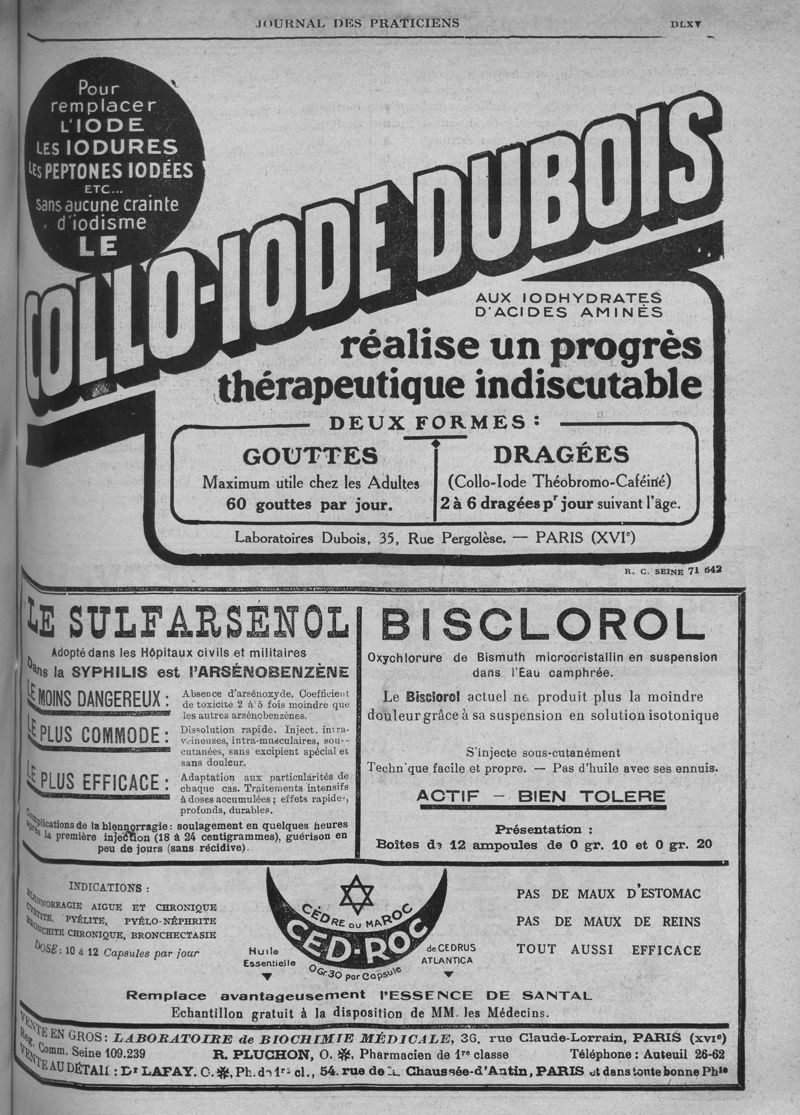 JOURNAL DES PRATICIENS
DLXV
Pour
remplacer
L'IODE
LES IODURES
LES PEPTONES IODÉES
ETC...
sans aucune crainte
d'iodisme
LE
COLLO-IODE DUBOIS
AUX IODHYDRATES
D'ACIDES AMINÉS
réalise un progrès
thérapeutique indiscutable
DEUX FORMES :
GOUTTES
Maximum utile chez les Adultes
60 gouttes par jour.
DRAGÉES
(Collo-Iode Théobromo-Caféiné)
2 à 6 dragées pr jour suivant l'âge.
Laboratoires Dubois, 35, Rue Pergolèse. — PARIS (XVIe)
R. C. SEINE 71 642
LE SULFARSÉNOL
Adopté dans les Hôpitaux civils et militaires
Dans la SYPHILIS est l'ARSÉNOBENZÈNE
LE MOINS DANGEREUX :
Absence d'arsénoxyde. Coefficient
de toxicité 2 à 5 fois moindre que
les autres arsénobenzènes.
LE PLUS COMMODE :
Dissolution rapide. Inject. intra-
veineuses, intra-musculaires, sou-
cutanées, sans excipient spécial et
sans douleur.
LE PLUS EFFICACE :
Adaptation aux particularités de
chaque cas. Traitements intensifs
à doses accumulées ; effets rapides,
profonds, durables.
Complications de la blennorragie : soulagement en quelques heures
après la première injection (18 à 24 centigrammes), guérison en
peu de jours (sans récidive).
BISCLOROL
Oxychlorure de Bismuth microcristallin en suspension
dans l'Eau camphrée.
Le Bisclorol actuel ne produit plus la moindre
douleur grâce à sa suspension en solution isotonique
S'injecte sous-cutanément
Techn'que facile et propre. — Pas d'huile avec ses ennuis.
ACTIF – BIEN TOLERE
Présentation :
Boîtes de 12 ampoules de 0 gr. 10 et 0 gr. 20
INDICATIONS :
BLENNORRAGIE AIGUE ET CHRONIQUE
CYSTITE, PYÉLITE, PYÉLO-NÉPHRITE
BRONCHITE CHRONIQUE, BRONCHECTASIE
DOSE : 10 à 12 Capsules par jour
CÈDRE DU MAROC
CED-ROC
Huile
Essentielle
0Gr.30 par Capsule
de CEDRUS
ATLANTICA
PAS DE MAUX D'ESTOMAC
PAS DE MAUX DE REINS
TOUT AUSSI EFFICACE
Remplace avantageusement l'ESSENCE DE SANTAL
Echantillon gratuit à la disposition de MM. les Médecins.
VENTE EN GROS : LABORATOIRE de BIOCHIMIE MÉDICALE, 36, rue Claude-Lorrain, PARIS (XVIe)
Reg. Comm. Seine 109.239
R. PLUCHON, O. ✻, Pharmacien de 1re classe
Téléphone : Auteuil 26-62
VENTE AU DÉTAIL : Dr LAFAY. O. ✻, Ph. de 1re cl., 54, rue de la Chaussée-d'Antin, PARIS et dans toute bonne Phie